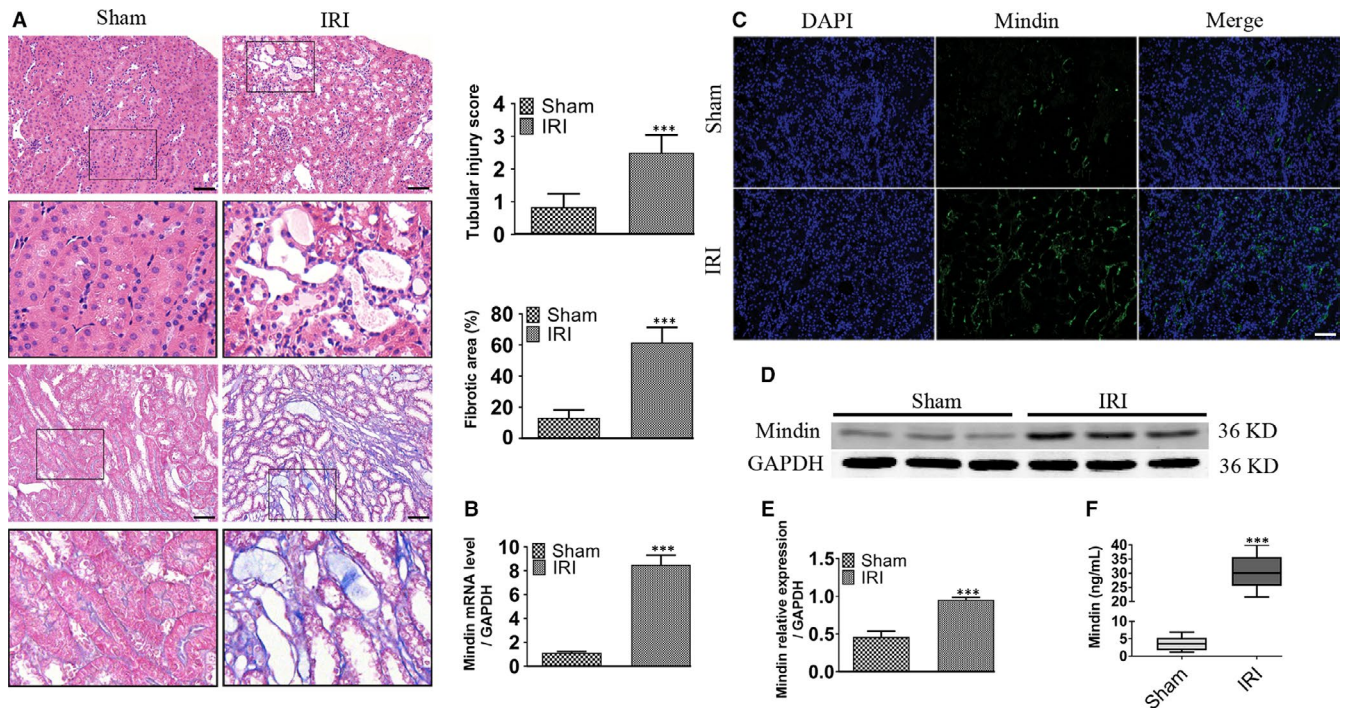 A
Sham
IRI
4
3
2
1
0
Tubular injury score
Sham
IRI
***
80
60
40
20
0
Fibrotic area (%)
Sham
IRI
***
B
10
8
6
4
2
0
Mindin mRNA level
/ GAPDH
Sham
IRI
***
C
DAPI
Mindin
Merge
Sham
IRI
D
Sham
IRI
Mindin
36 KD
GAPDH
36 KD
E
1.5
1.0
0.5
0.0
Mindin relative expression
/ GAPDH
Sham
IRI
***
F
40
35
30
25
20
10
5
0
Mindin (ng/mL)
***
Sham
IRI